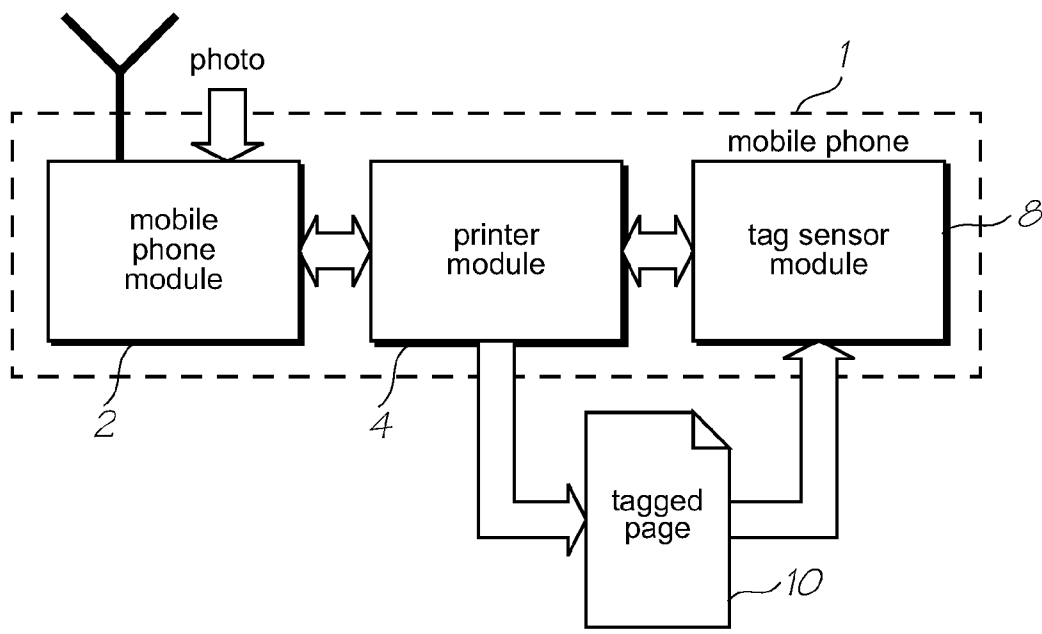 photo
1
mobile phone
mobile
phone
module
printer
module
tag sensor
module
8
2
4
tagged
page
10